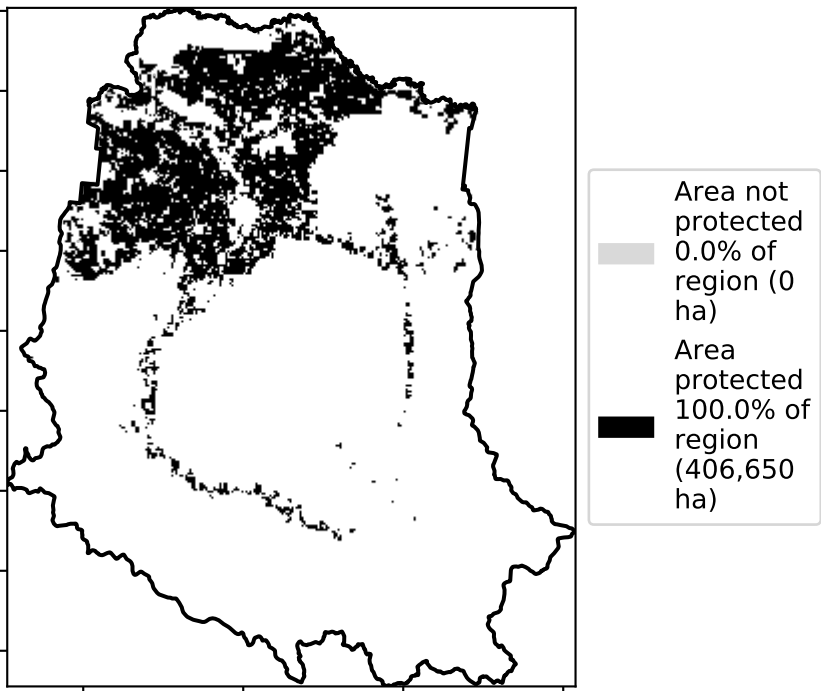 Area not
protected
0.0% of
region (0
ha)
Area
protected
100.0% of
region
(406,650
ha)